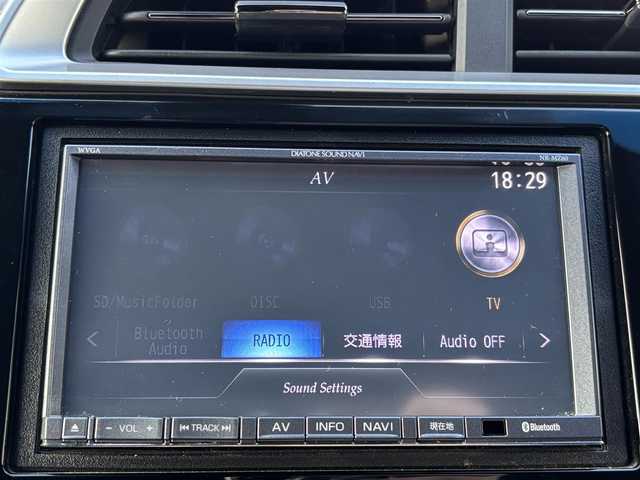 WVGA DIATONE SOUND NAVI NR-MZ60
AV
18:29
SD/MusicFolder DISC USB TV
Bluetooth Audio RADIO 交通情報 Audio OFF
Sound Settings
VOL TRACK AV INFO NAVI 現在地 Bluetooth